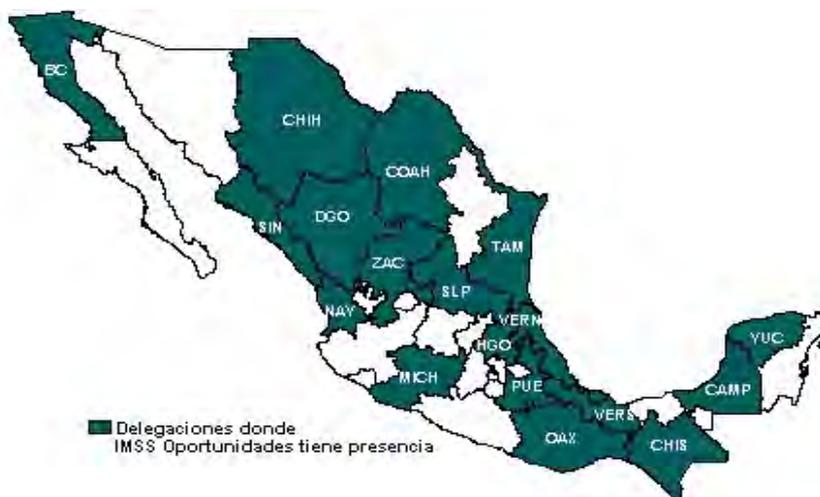 BC
CHIH
COAH
DGO
SIN
TAM
ZAC
SLP
NAY
VERN
HGO
YUC
MICH
PUE
CAMP
VERS
OAX
CHIS
Delegaciones donde
IMSS Oportunidades tiene presencia